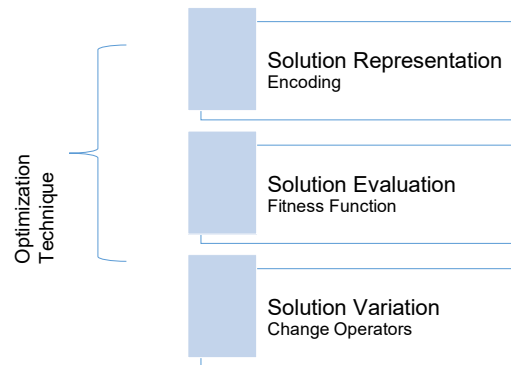 Optimization
Technique
Solution Representation
Encoding
Solution Evaluation
Fitness Function
Solution Variation
Change Operators